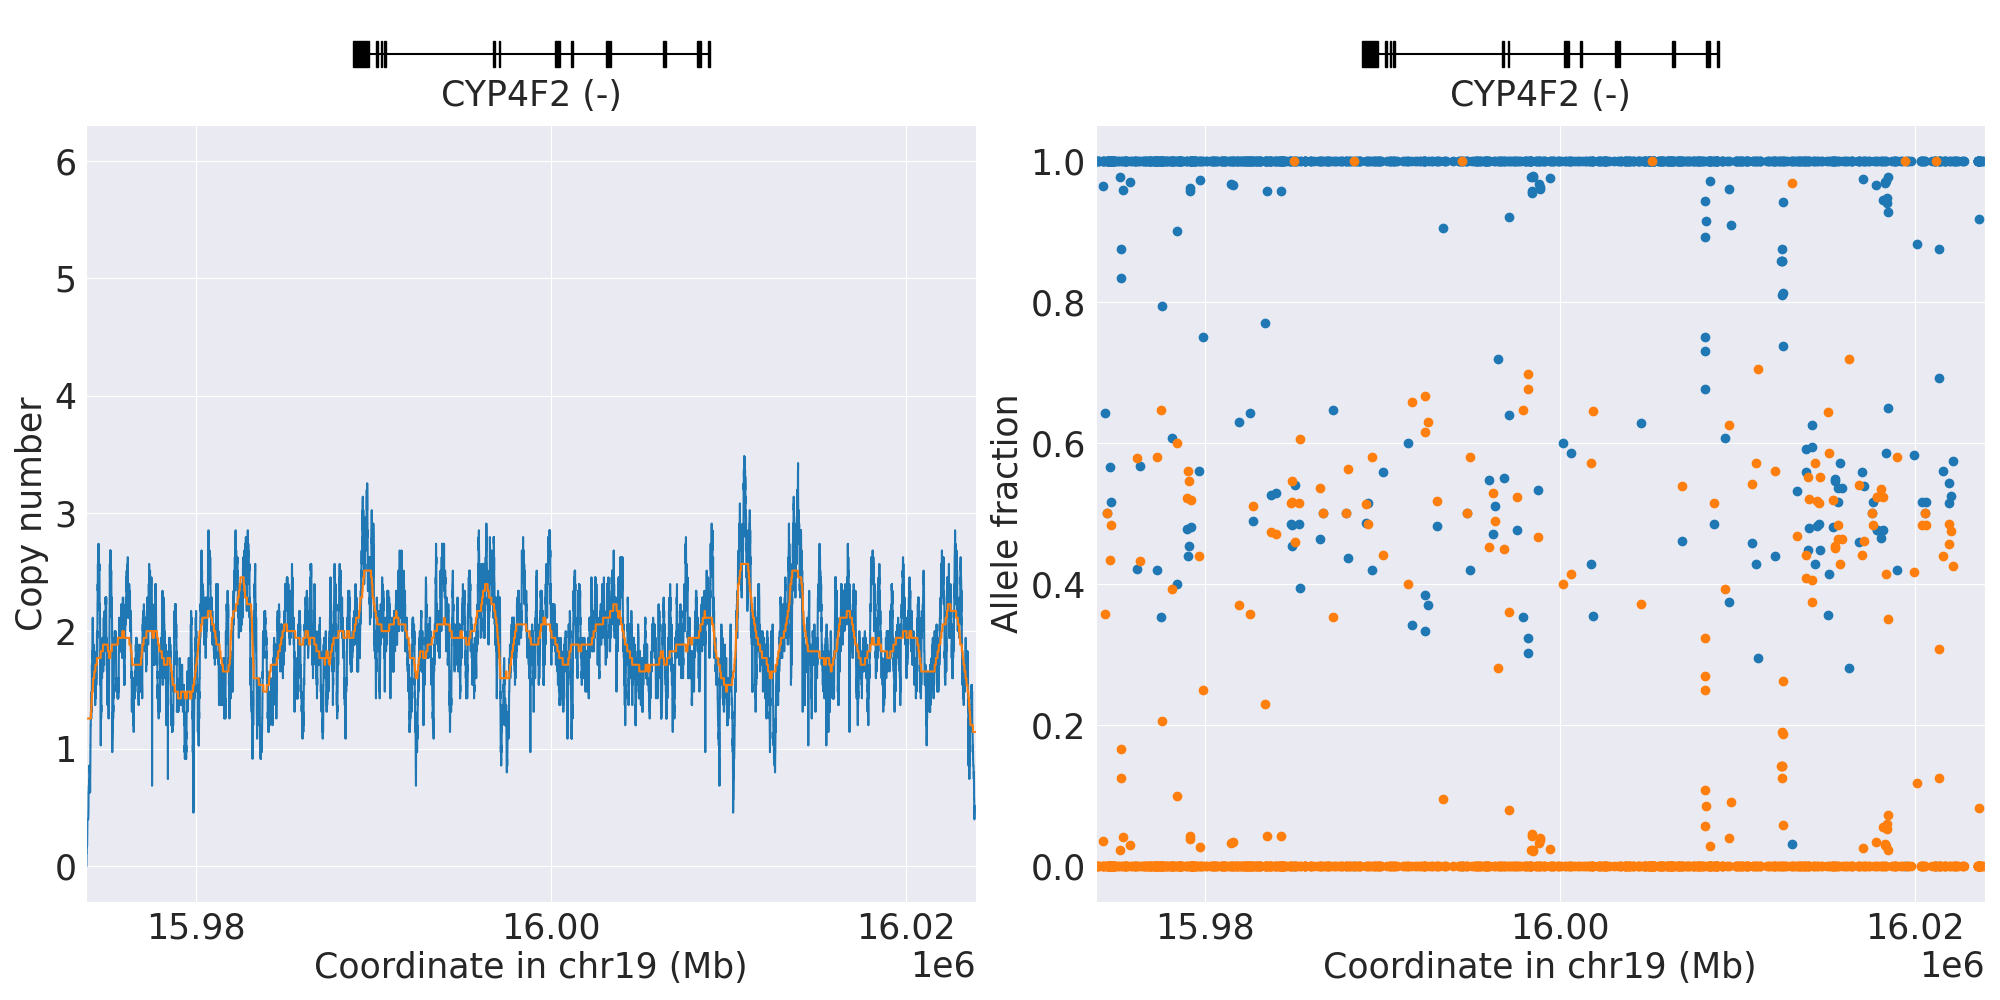 CYP4F2 (-)
Copy number
6
5
4
3
2
1
0
15.98
16.00
16.02
Coordinate in chr19 (Mb)
1e6
CYP4F2 (-)
Allele fraction
1.0
0.8
0.6
0.4
0.2
0.0
15.98
16.00
16.02
Coordinate in chr19 (Mb)
1e6